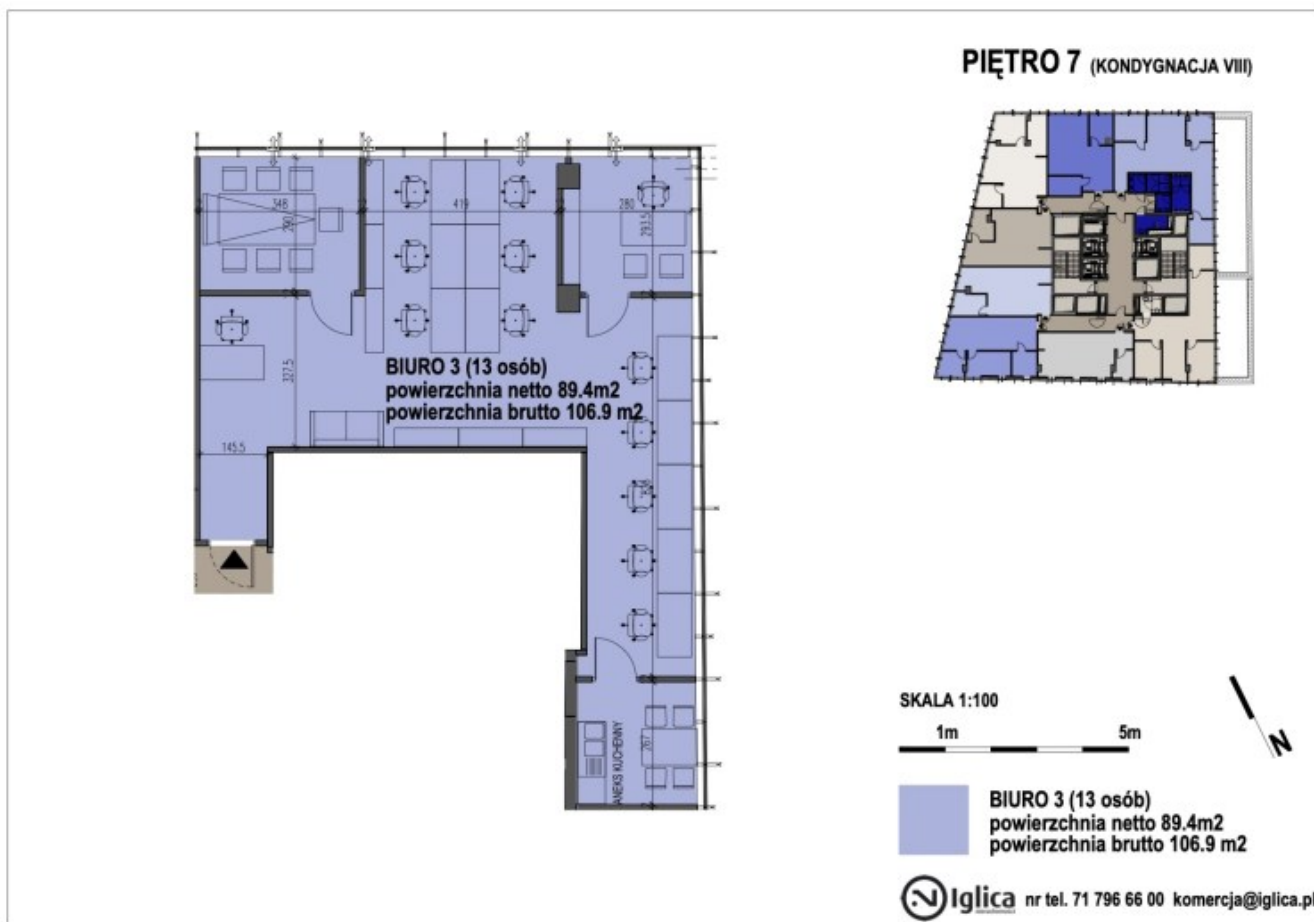 PIĘTRO 7 (KONDYGNACJA VIII)
348
290
419
280
293.5
327.5
BIURO 3 (13 osób)
powierzchnia netto 89.4m2
powierzchnia brutto 106.9 m2
145.5
ANEKS KUCHENNY
267
SKALA 1:100
1m 5m
N
BIURO 3 (13 osób)
powierzchnia netto 89.4m2
powierzchnia brutto 106.9 m2
Iglica nr tel. 71 796 66 00 komercja@iglica.pl